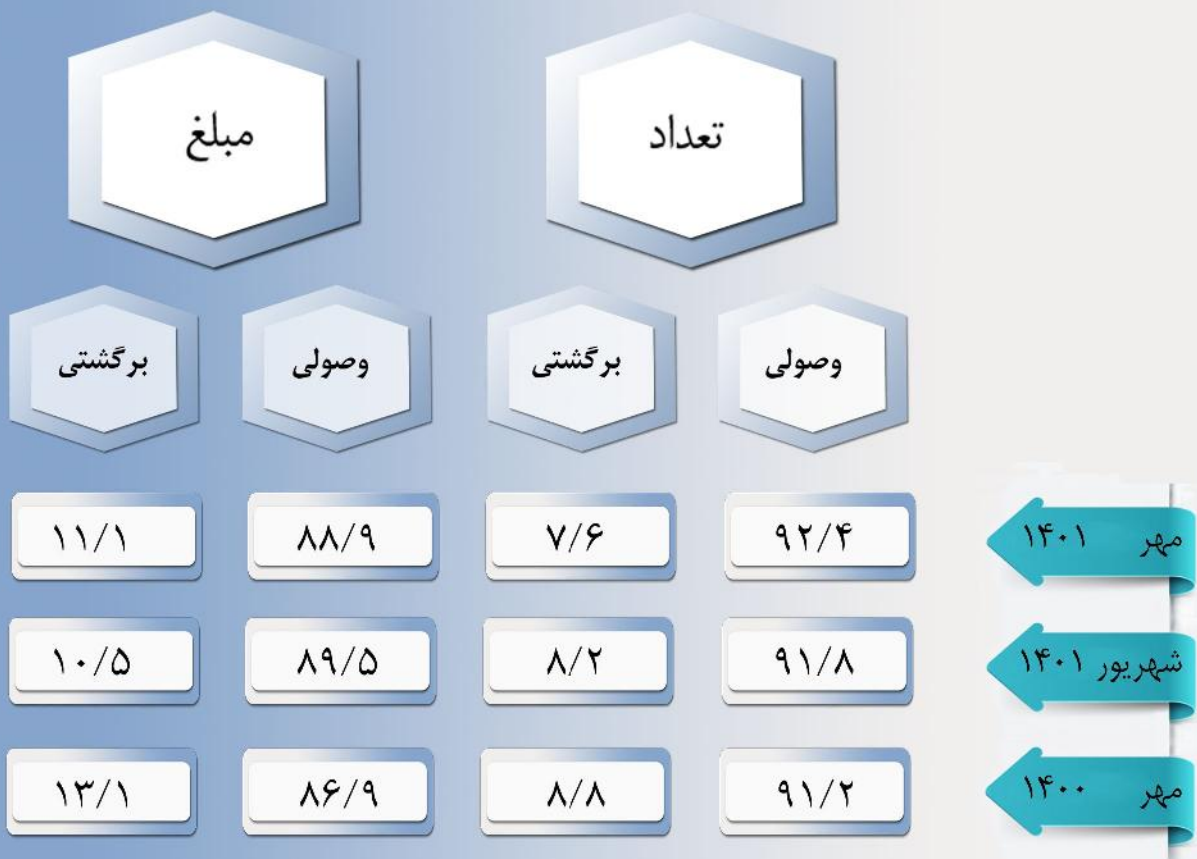 تعداد مبلغ
وصولی برگشتی وصولی برگشتی
مهر ۱۴۰۱ ۹۲/۴ ۷/۶ ۸۸/۹ ۱۱/۱
شهریور ۱۴۰۱ ۹۱/۸ ۸/۲ ۸۹/۵ ۱۰/۵
مهر ۱۴۰۰ ۹۱/۲ ۸/۸ ۸۶/۹ ۱۳/۱